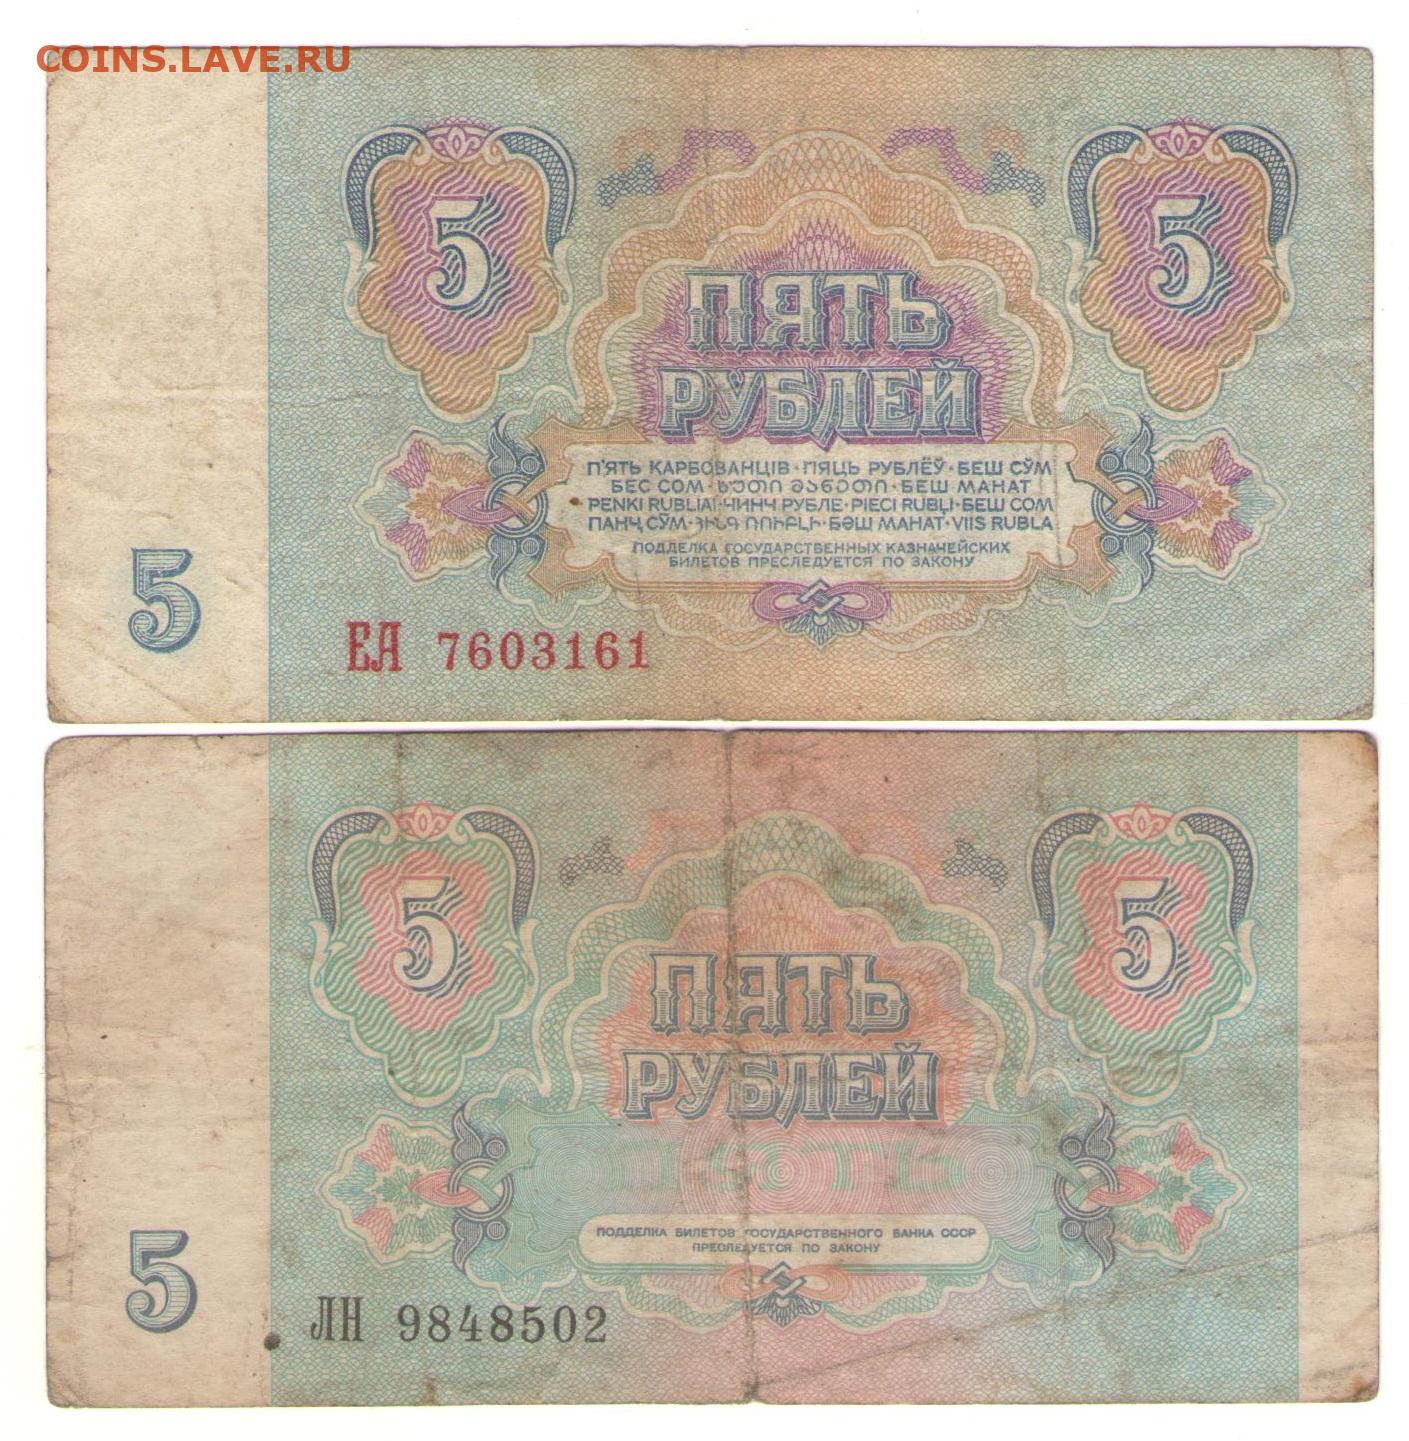 COINS.LAVE.RU
5
5
ПЯТЬ
РУБЛЕЙ
П'ЯТЬ КАРБОВАНЦІВ · ПЯЦЬ РУБЛЁЎ · БЕШ СЎМ
БЕС СОМ · ხუთი მანეთი · БЕШ МАНАТ
PENKI RUBLIAI · ЧИНЧ РУБЛЕ · PIECI RUBĻI · БЕШ СОМ
ПАНҶ СӮМ · ՀԻՆԳ ՌՈՒԲԼԻ · БӘШ МАНАТ · VIIS RUBLA
ПОДДЕЛКА ГОСУДАРСТВЕННЫХ КАЗНАЧЕЙСКИХ
БИЛЕТОВ ПРЕСЛЕДУЕТСЯ ПО ЗАКОНУ
5
ЕА 7603161
5
5
ПЯТЬ
РУБЛЕЙ
ПЯТЬ
ПОДДЕЛКА БИЛЕТОВ ГОСУДАРСТВЕННОГО БАНКА СССР
ПРЕСЛЕДУЕТСЯ ПО ЗАКОНУ
5
ЛН 9848502